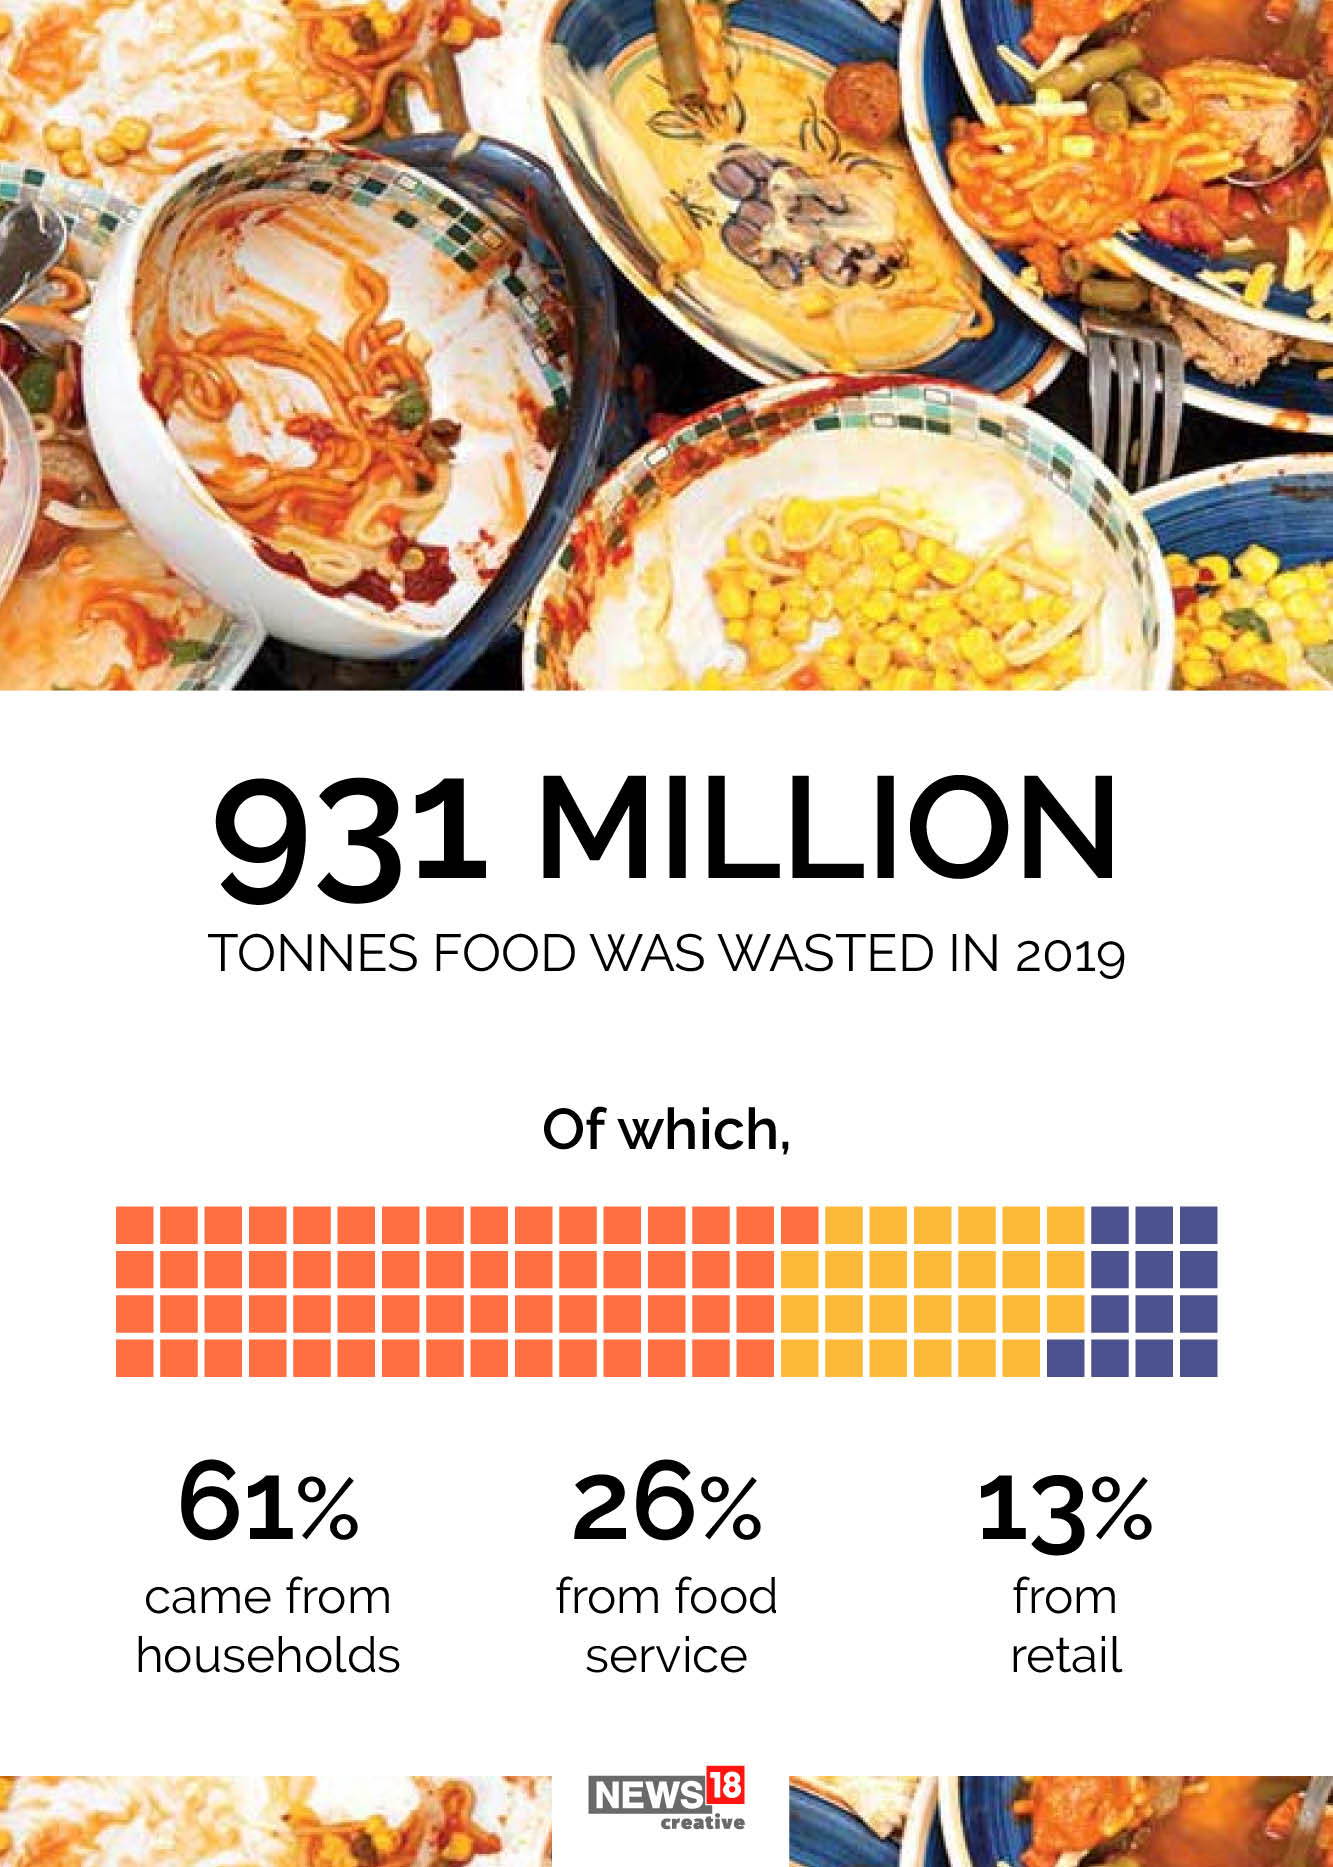 931 MILLION
TONNES FOOD WAS WASTED IN 2019
Of which,
61%
came from
households
26%
from food
service
13%
from
retail
NEWS18
creative